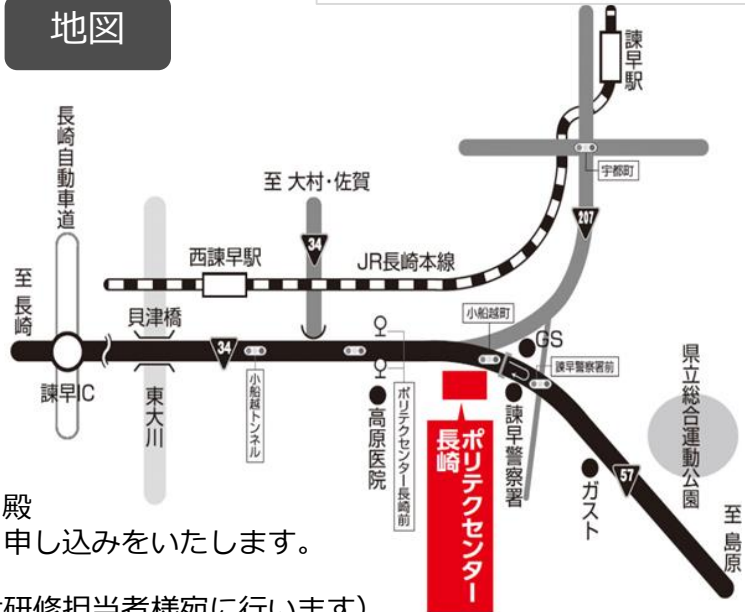 地図
諫早駅
長崎自動車道
宇都町
至 大村・佐賀
207
34
西諫早駅
JR長崎本線
至 長崎
貝津橋
小船越町
GS
34
諫早警察署前
諫早IC
小船越トンネル
東大川
高原医院
ポリテクセンター長崎前
ポリテクセンター
長崎
諫早警察署
県立総合運動公園
ガスト
57
至 島原
殿
申し込みをいたします。
研修担当者様宛に行います）